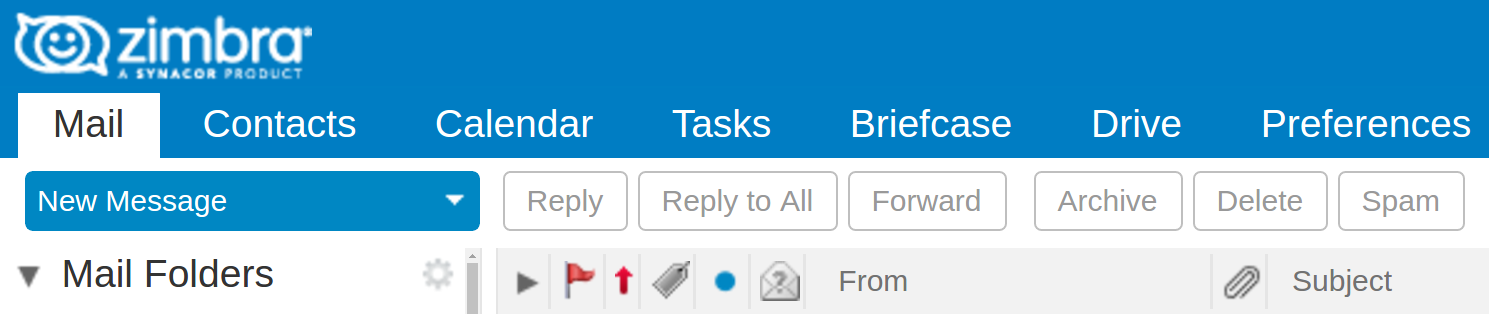 zimbra
A SYNACOR PRODUCT
Mail Contacts Calendar Tasks Briefcase Drive Preferences
New Message Reply Reply to All Forward Archive Delete Spam
Mail Folders ? From Subject